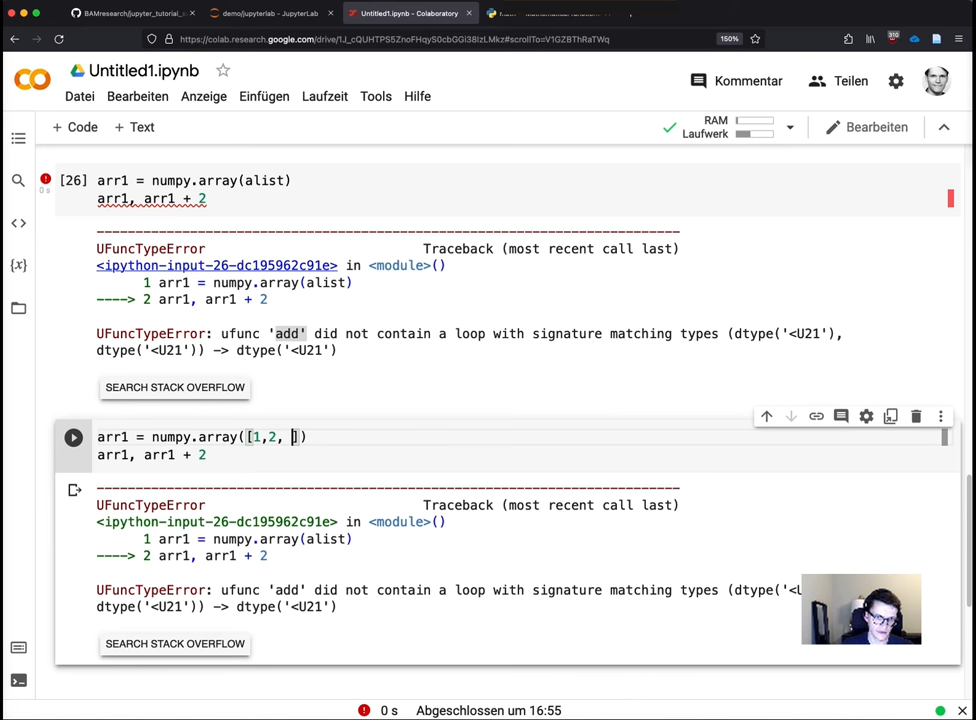 BAMresearch/jupyter_tutorial_s
demo/jupyterlab - JupyterLab
Untitled1.ipynb - Colaboratory
https://colab.research.google.com/drive/1J_cQUHTPS5ZnoFHqyS0cbGGi38IzLMkz#scrollTo=V1GZBThRaTWq
150%
310
CO
Untitled1.ipynb
Kommentar
Teilen
Datei Bearbeiten Anzeige Einfügen Laufzeit Tools Hilfe
+ Code + Text
RAM
Laufwerk
Bearbeiten
[26] arr1 = numpy.array(alist)
0 s
arr1, arr1 + 2
---------------------------------------------------------------------------
UFuncTypeError Traceback (most recent call last)
<ipython-input-26-dc195962c91e> in <module>()
1 arr1 = numpy.array(alist)
----> 2 arr1, arr1 + 2
UFuncTypeError: ufunc 'add' did not contain a loop with signature matching types (dtype('<U21'),
dtype('<U21')) -> dtype('<U21')
SEARCH STACK OVERFLOW
arr1 = numpy.array([1,2, ])
arr1, arr1 + 2
---------------------------------------------------------------------------
UFuncTypeError Traceback (most recent call last)
<ipython-input-26-dc195962c91e> in <module>()
1 arr1 = numpy.array(alist)
----> 2 arr1, arr1 + 2
UFuncTypeError: ufunc 'add' did not contain a loop with signature matching types (dtype('<U
dtype('<U21')) -> dtype('<U21')
SEARCH STACK OVERFLOW
0 s Abgeschlossen um 16:55